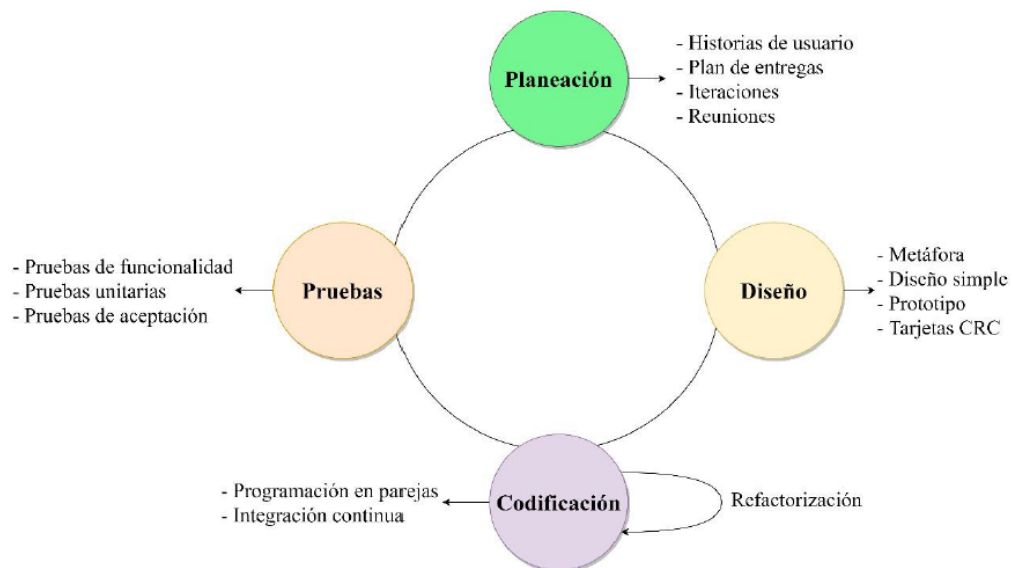 Planeación
- Historias de usuario
- Plan de entregas
- Iteraciones
- Reuniones
- Pruebas de funcionalidad
- Pruebas unitarias
- Pruebas de aceptación
Pruebas
Diseño
- Metáfora
- Diseño simple
- Prototipo
- Tarjetas CRC
- Programación en parejas
- Integración continua
Codificación
Refactorización